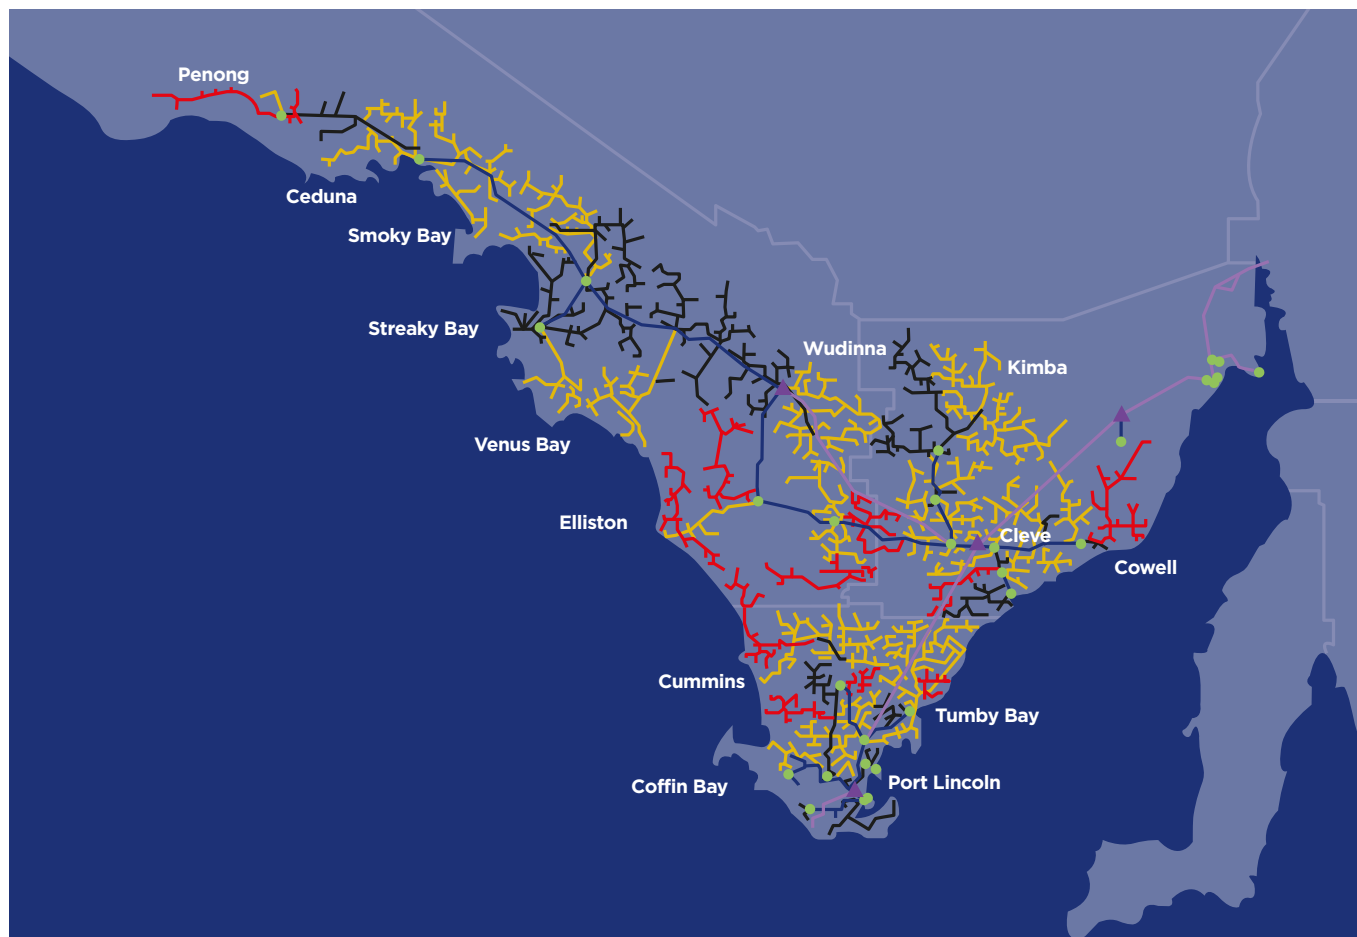 Penong
Ceduna
Smoky Bay
Streaky Bay
Wudinna
Kimba
Venus Bay
Elliston
Cleve
Cowell
Cummins
Tumby Bay
Coffin Bay
Port Lincoln